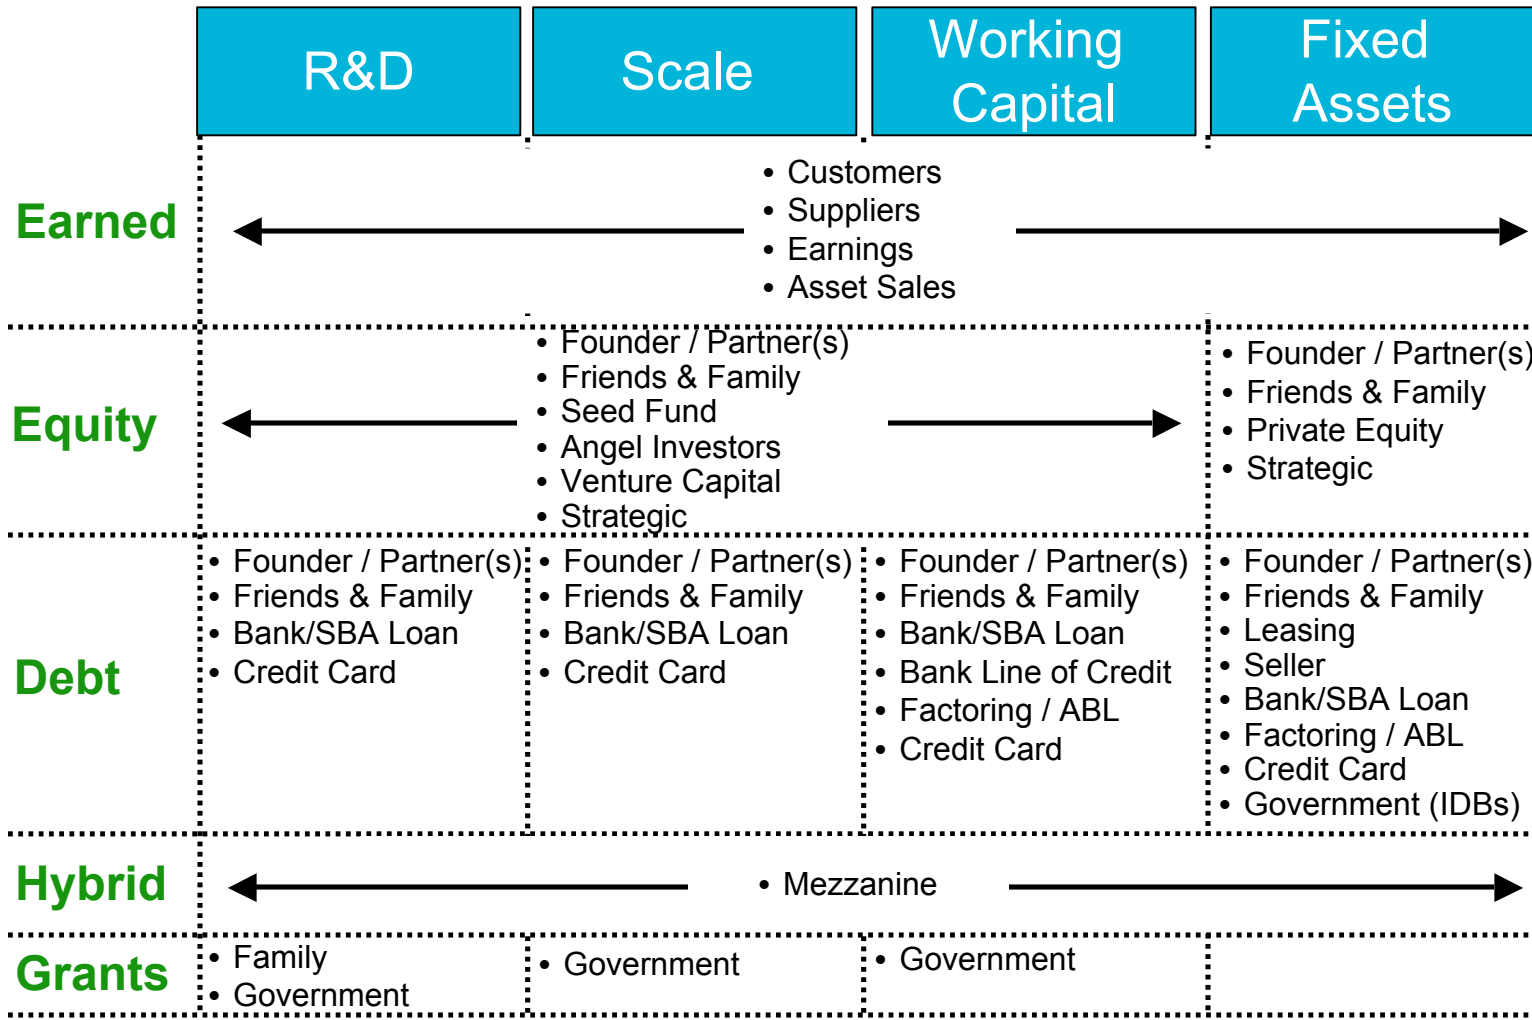 R&D
Scale
Working
Capital
Fixed
Assets
Earned
• Customers
• Suppliers
• Earnings
• Asset Sales
Equity
• Founder / Partner(s)
• Friends & Family
• Seed Fund
• Angel Investors
• Venture Capital
• Strategic
• Founder / Partner(s)
• Friends & Family
• Private Equity
• Strategic
Debt
• Founder / Partner(s)
• Friends & Family
• Bank/SBA Loan
• Credit Card
• Founder / Partner(s)
• Friends & Family
• Bank/SBA Loan
• Credit Card
• Founder / Partner(s)
• Friends & Family
• Bank/SBA Loan
• Bank Line of Credit
• Factoring / ABL
• Credit Card
• Founder / Partner(s)
• Friends & Family
• Leasing
• Seller
• Bank/SBA Loan
• Factoring / ABL
• Credit Card
• Government (IDBs)
Hybrid
• Mezzanine
Grants
• Family
• Government
• Government
• Government